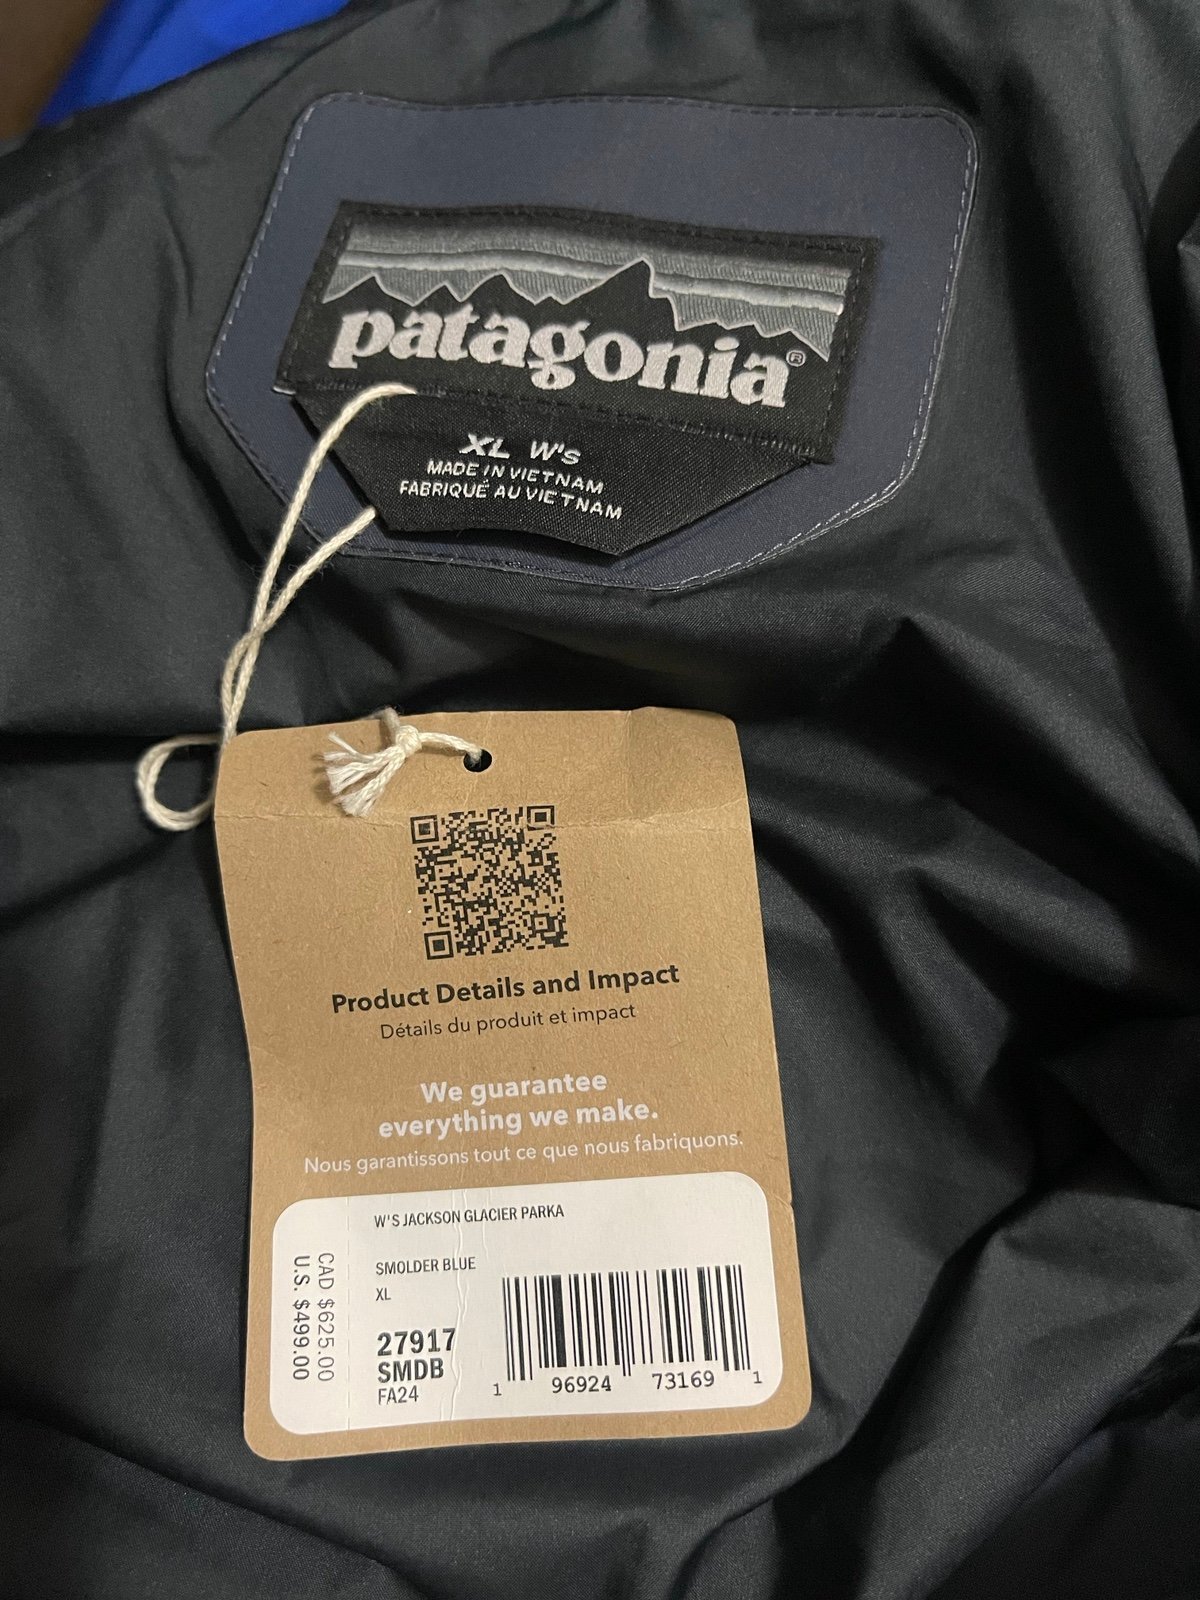 patagonia®
XL W's
MADE IN VIETNAM
FABRIQUÉ AU VIETNAM
Product Details and Impact
Détails du produit et impact
We guarantee
everything we make.
Nous garantissons tout ce que nous fabriquons.
W'S JACKSON GLACIER PARKA
SMOLDER BLUE
XL
27917
SMDB
FA24
CAD $625.00
U.S. $499.00
1 96924 73169 1